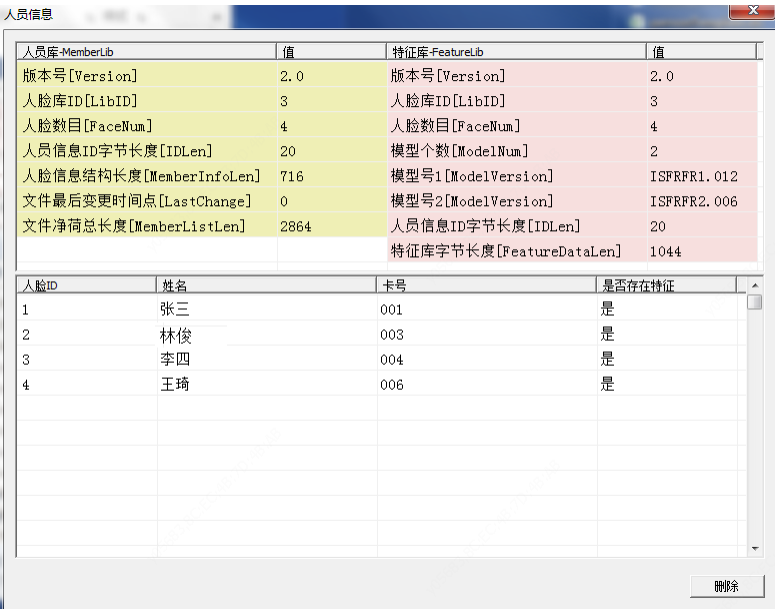 人员信息
人员库-MemberLib 值 特征库-FeatureLib 值
版本号[Version] 2.0 版本号[Version] 2.0
人脸库ID[LibID] 3 人脸库ID[LibID] 3
人脸数目[FaceNum] 4 人脸数目[FaceNum] 4
人员信息ID字节长度[IDLen] 20 模型个数[ModelNum] 2
人脸信息结构长度[MemberInfoLen] 716 模型号1[ModelVersion] ISFRFR1.012
文件最后变更时间点[LastChange] 0 模型号2[ModelVersion] ISFRFR2.006
文件净荷总长度[MemberListLen] 2864 人员信息ID字节长度[IDLen] 20
特征库字节长度[FeatureDataLen] 1044
人脸ID 姓名 卡号 是否存在特征
1 张三 001 是
2 林俊 003 是
3 李四 004 是
4 王琦 006 是
删除